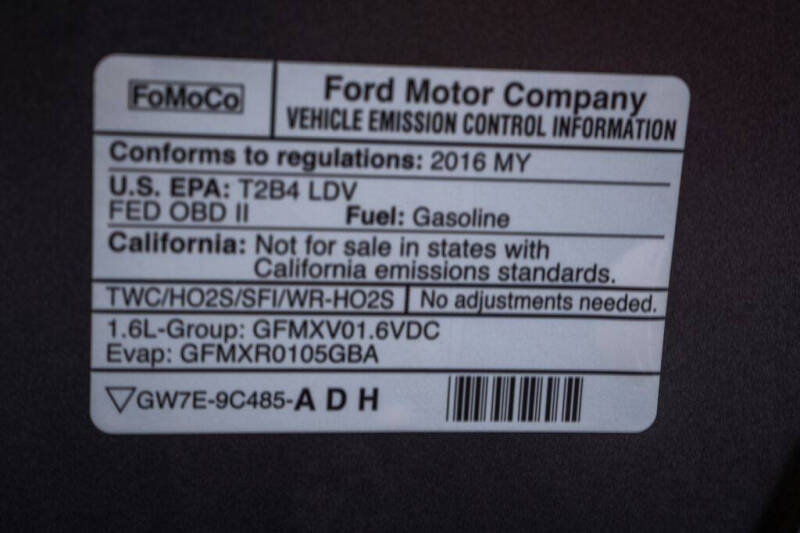 FoMoCo
Ford Motor Company
VEHICLE EMISSION CONTROL INFORMATION
Conforms to regulations: 2016 MY
U.S. EPA: T2B4 LDV
FED OBD II Fuel: Gasoline
California: Not for sale in states with
California emissions standards.
TWC/HO2S/SFI/WR-HO2S No adjustments needed.
1.6L-Group: GFMXV01.6VDC
Evap: GFMXR0105GBA
GW7E-9C485-A D H